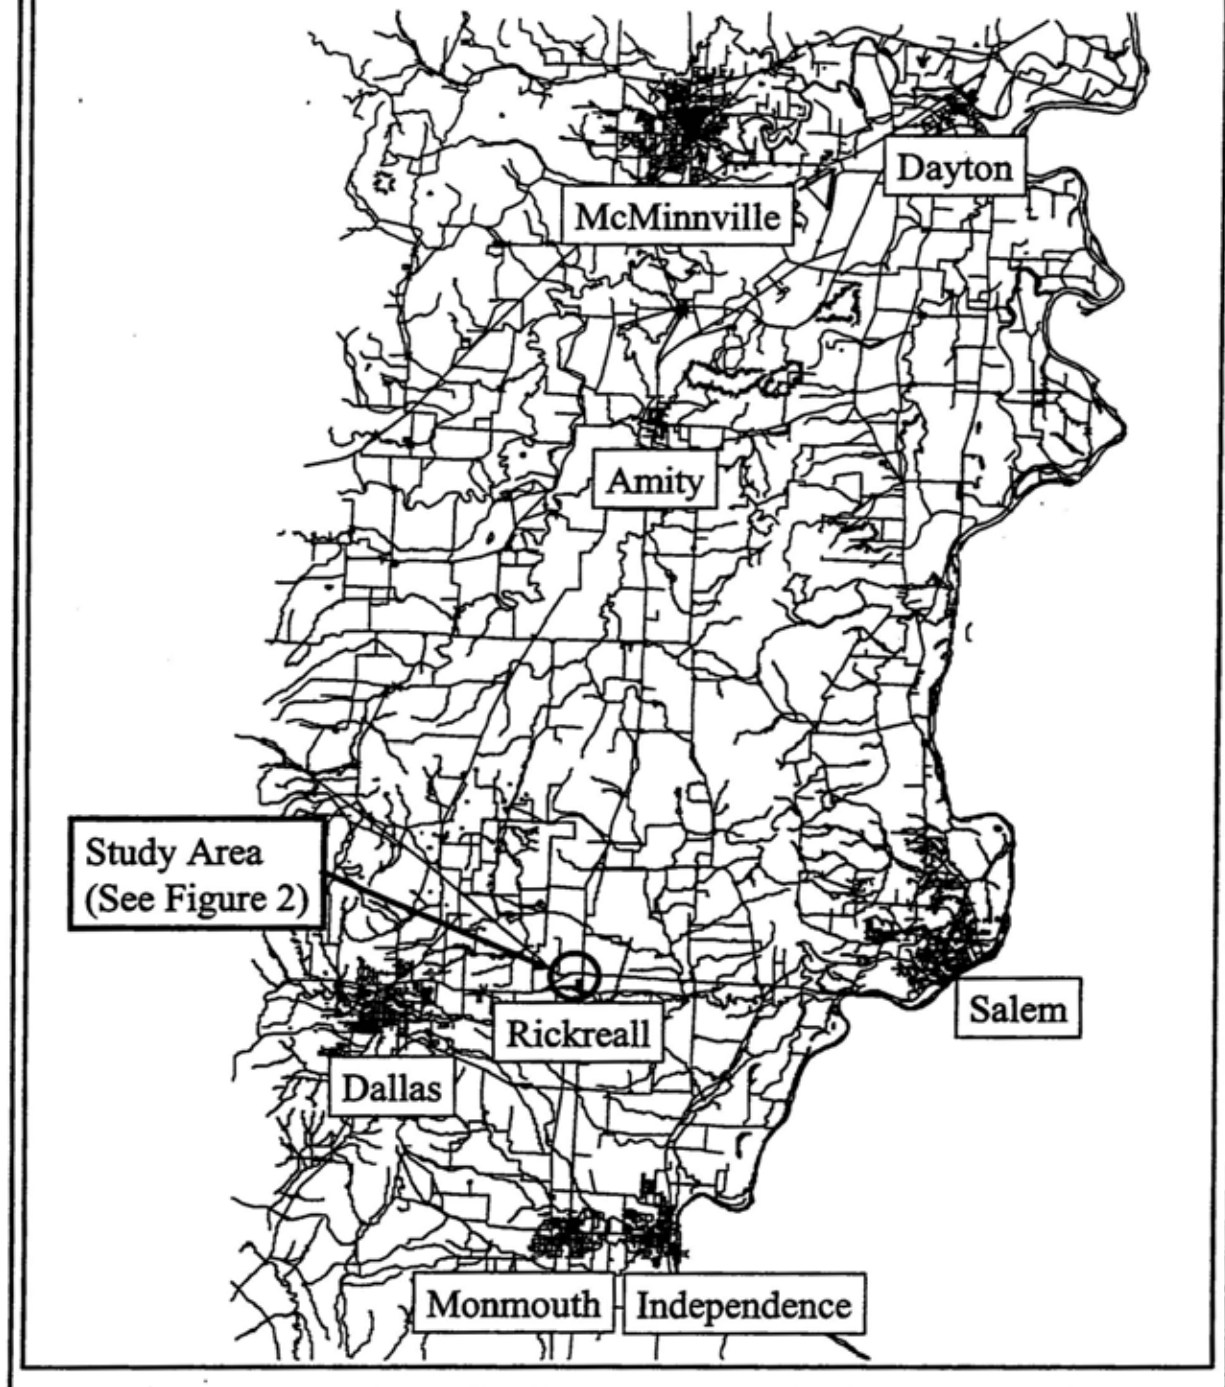 Dayton
McMinnville
Amity
Study Area
(See Figure 2)
Salem
Rickreall
Dallas
Monmouth
Independence